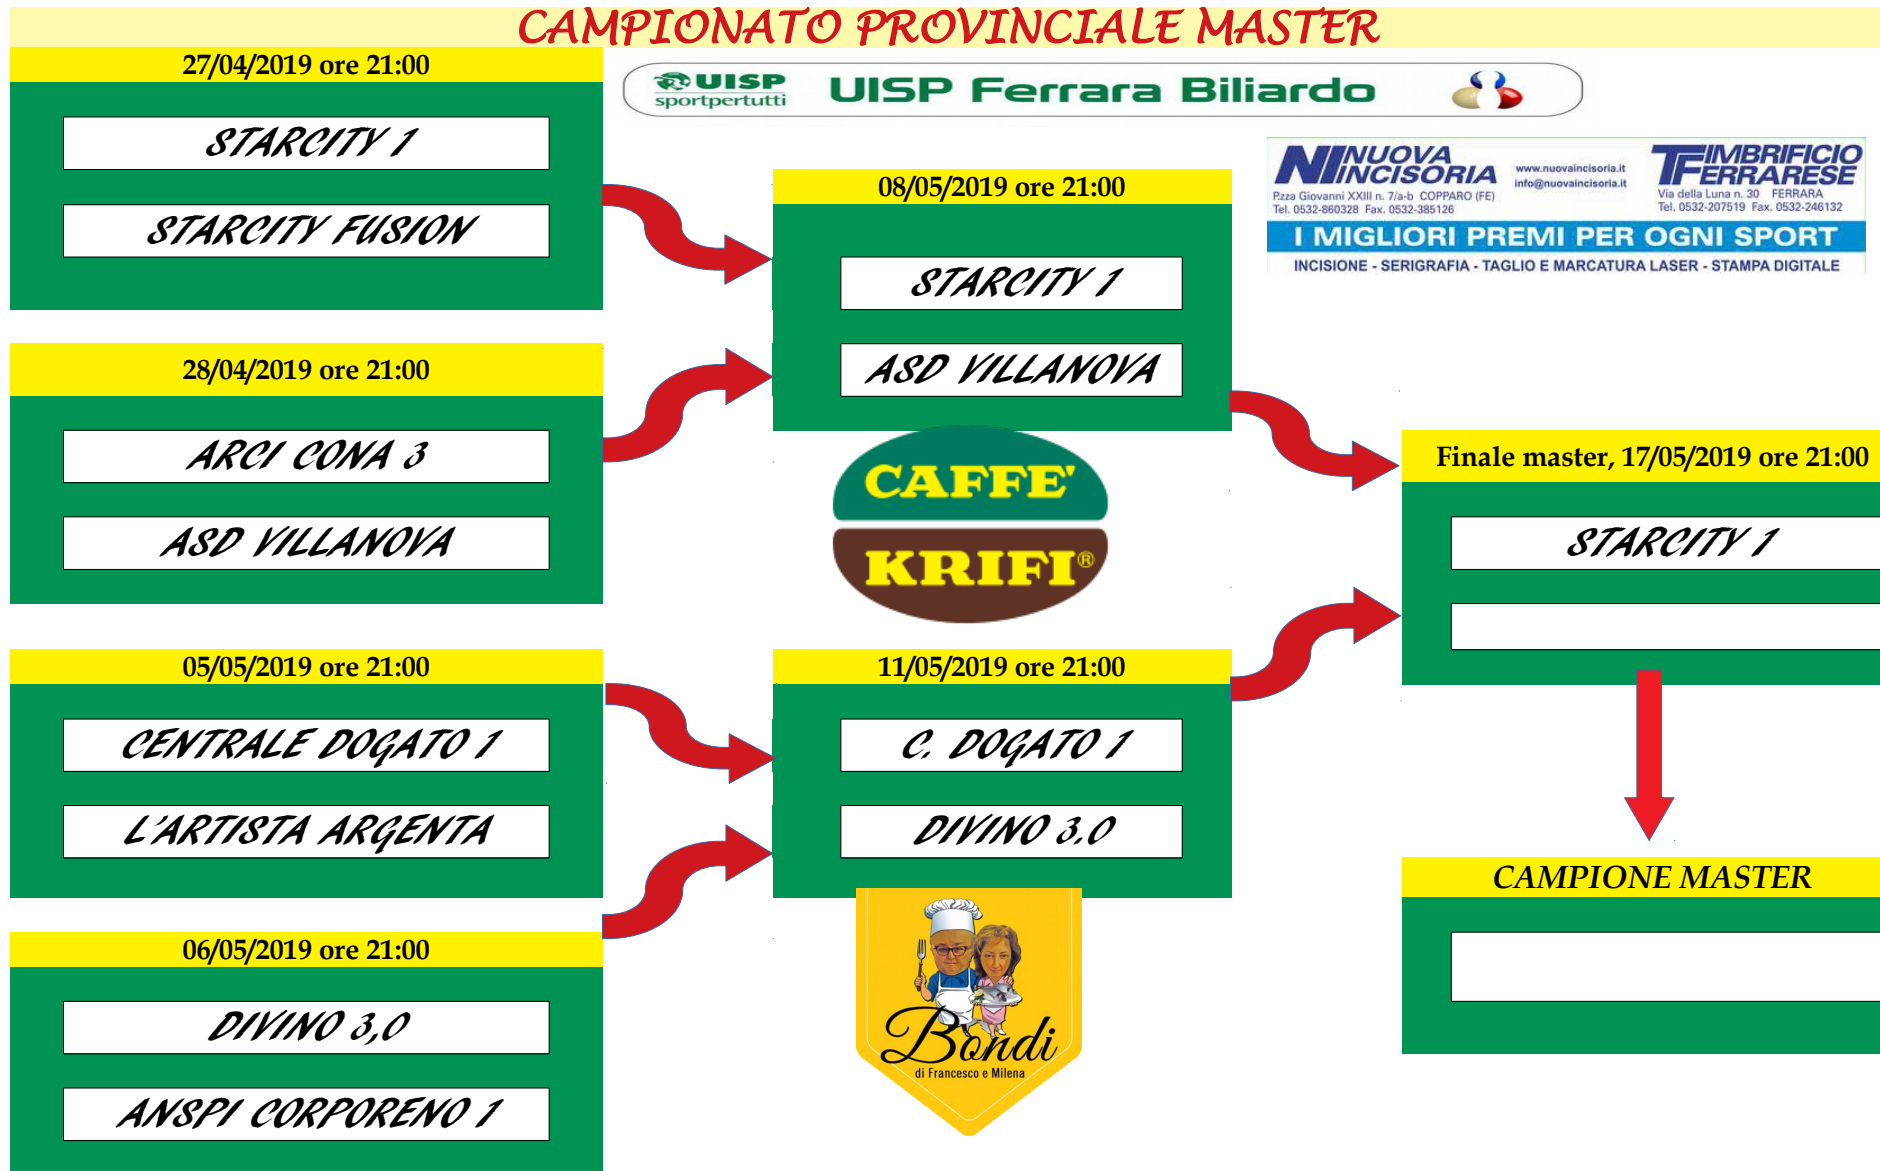 CAMPIONATO PROVINCIALE MASTER
27/04/2019 ore 21:00
STARCITY 1
STARCITY FUSION
28/04/2019 ore 21:00
ARCI CONA 3
ASD VILLANOVA
05/05/2019 ore 21:00
CENTRALE DOGATO 1
L'ARTISTA ARGENTA
06/05/2019 ore 21:00
DIVINO 3,0
ANSPI CORPORENO 1
UISP
sportpertutti
UISP Ferrara Biliardo
08/05/2019 ore 21:00
STARCITY 1
ASD VILLANOVA
CAFFE'
KRIFI®
11/05/2019 ore 21:00
C. DOGATO 1
DIVINO 3.0
Bondi
di Francesco e Milena
NI NUOVA
INCISORIA
P.zza Giovanni XXIII n. 7/a-b COPPARO (FE)
Tel. 0532-860328 Fax. 0532-385126
www.nuovaincisoria.it
info@nuovaincisoria.it
TIMBRIFICIO
FERRARESE
Via della Luna n. 30 FERRARA
Tel. 0532-207519 Fax. 0532-246132
I MIGLIORI PREMI PER OGNI SPORT
INCISIONE - SERIGRAFIA - TAGLIO E MARCATURA LASER - STAMPA DIGITALE
Finale master, 17/05/2019 ore 21:00
STARCITY 1
CAMPIONE MASTER